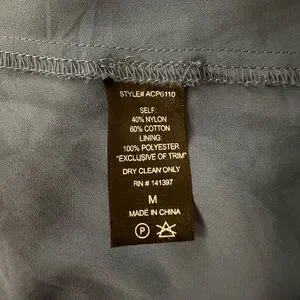 STYLE# ACP6110
SELF:
40% NYLON
60% COTTON
LINING:
100% POLYESTER
"EXCLUSIVE OF TRIM"
DRY CLEAN ONLY
RN # 141397
M
MADE IN CHINA
P